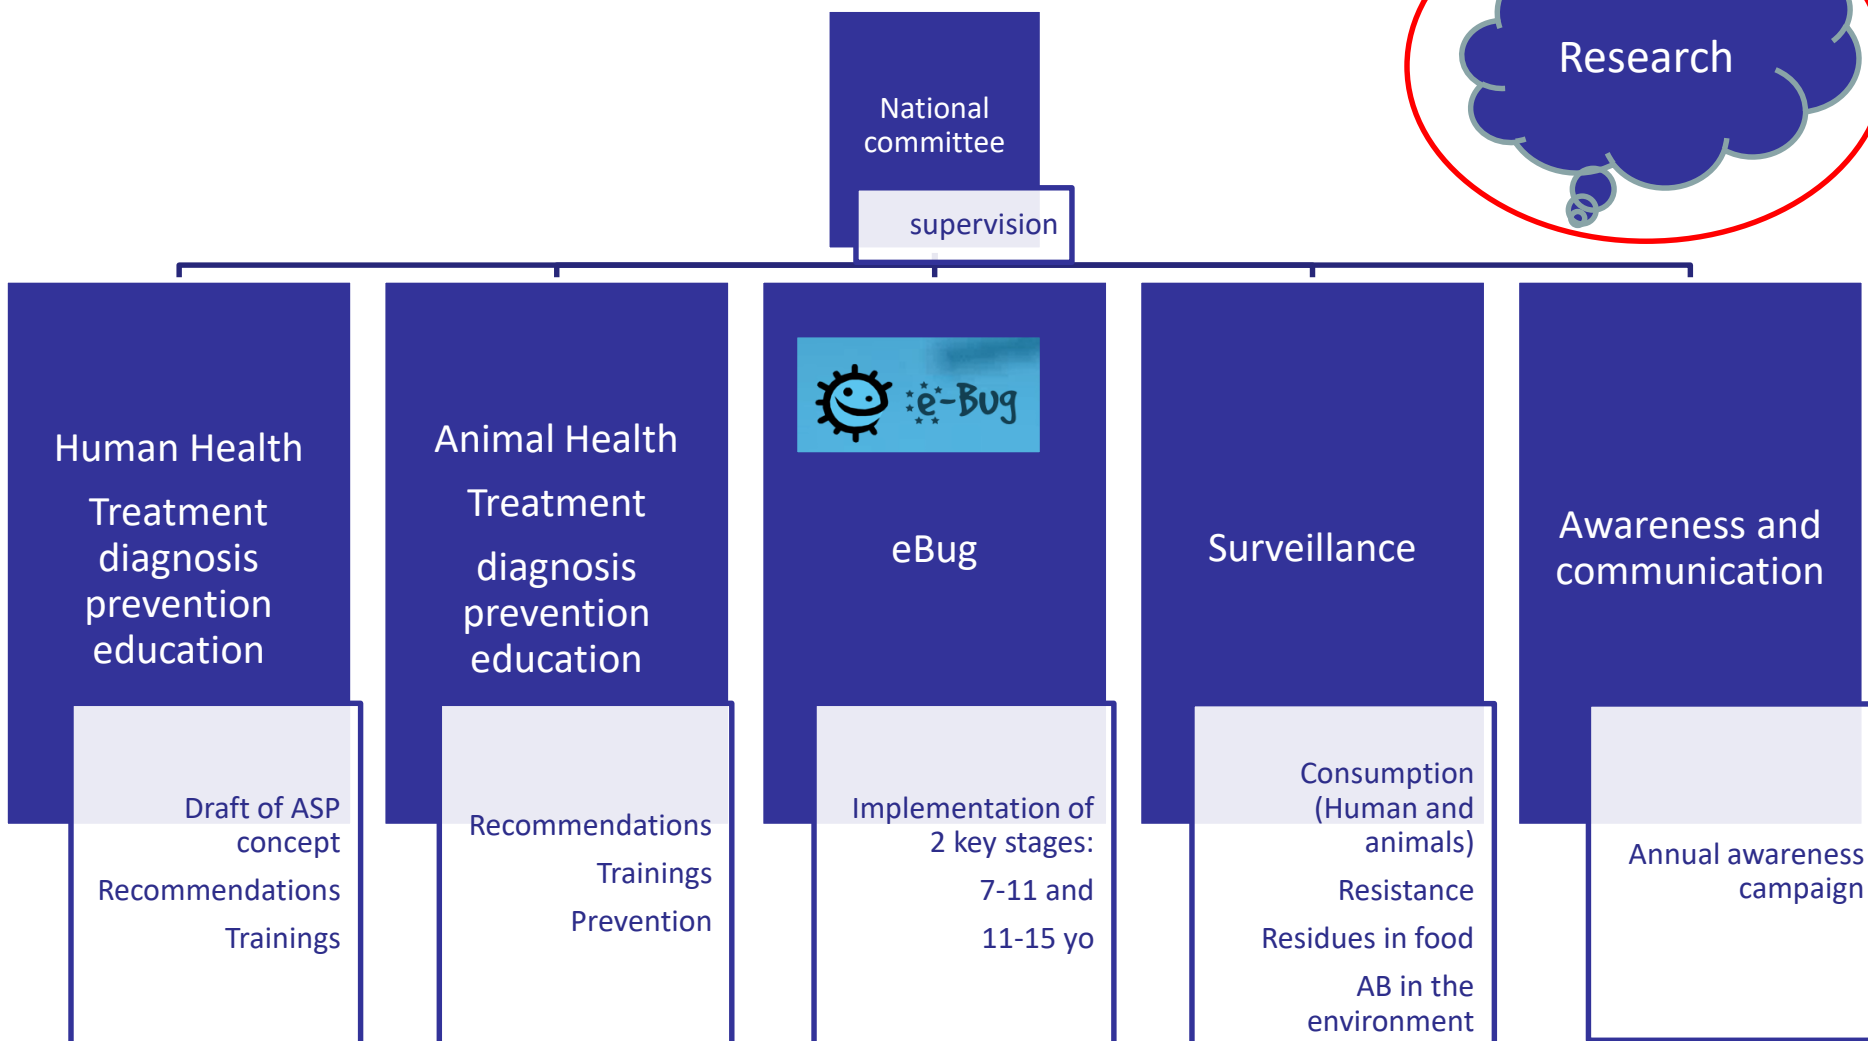 Research
National
committee
supervision
Human Health
Treatment
diagnosis
prevention
education
Draft of ASP
concept
Recommendations
Trainings
Animal Health
Treatment
diagnosis
prevention
education
Recommendations
Trainings
Prevention
e-Bug
eBug
Implementation of
2 key stages:
7-11 and
11-15 yo
Surveillance
Consumption
(Human and
animals)
Resistance
Residues in food
AB in the
environment
Awareness and
communication
Annual awareness
campaign